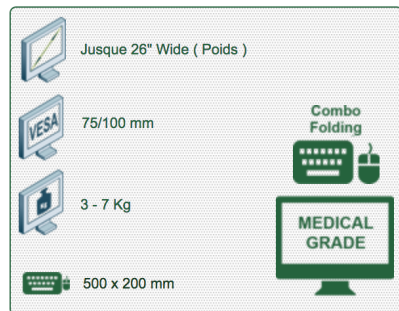 Jusque 26" Wide ( Poids )
VESA
75/100 mm
3 - 7 Kg
500 x 200 mm
Combo
Folding
MEDICAL
GRADE